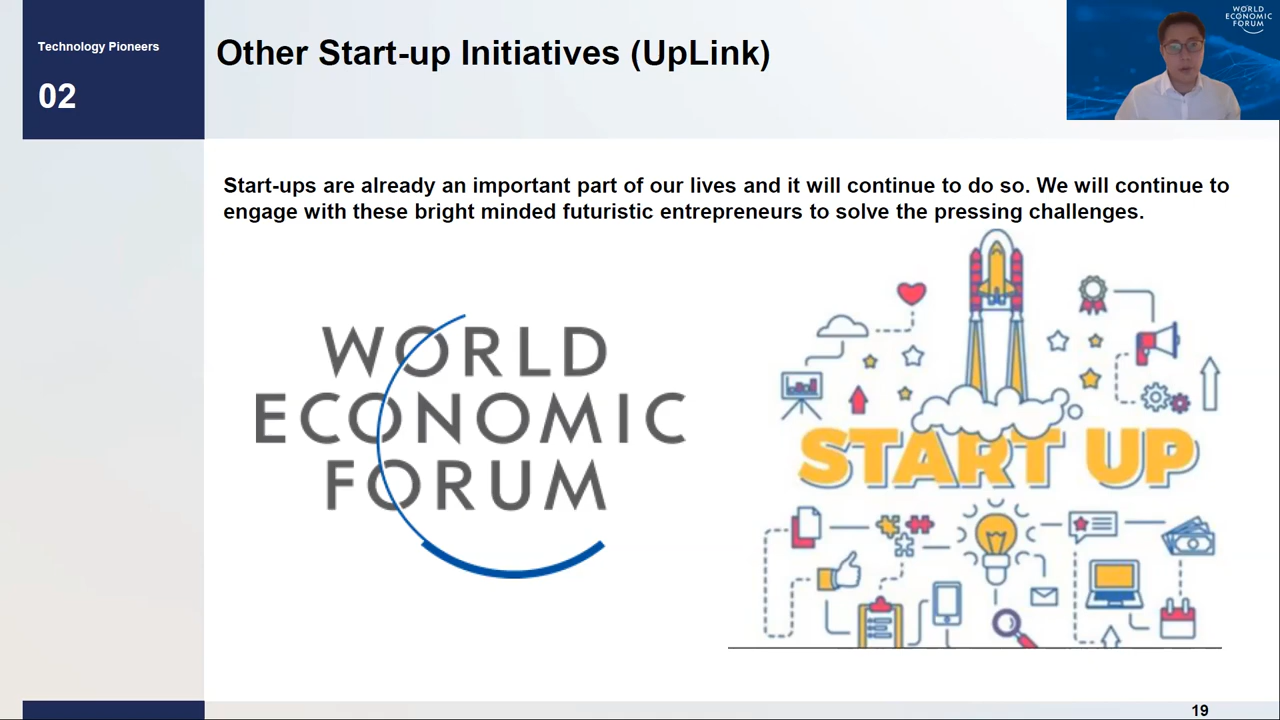 Technology Pioneers
02
Other Start-up Initiatives (UpLink)
WORLD
ECONOMIC
FORUM
Start-ups are already an important part of our lives and it will continue to do so. We will continue to
engage with these bright minded futuristic entrepreneurs to solve the pressing challenges.
WORLD
ECONOMIC
FORUM
START UP
19